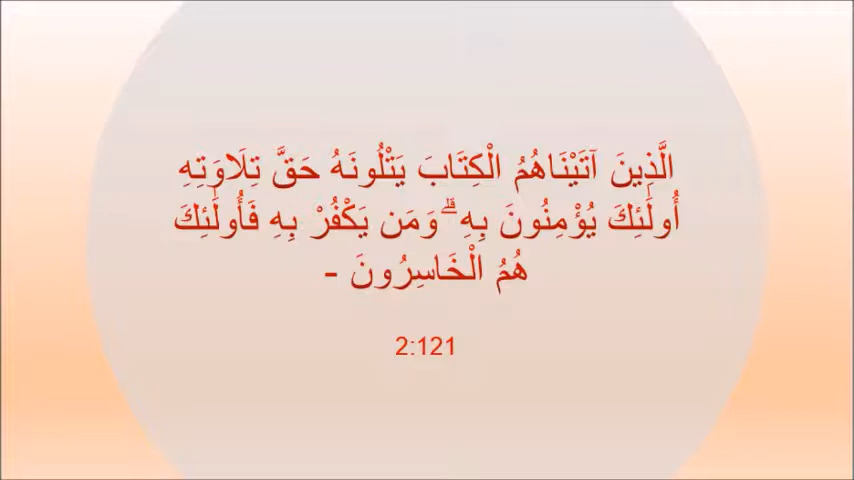 الَّذِينَ آتَيْنَاهُمُ الْكِتَابَ يَتْلُونَهُ حَقَّ تِلَاوَتِهِ
أُولَٰئِكَ يُؤْمِنُونَ بِهِ ۗ وَمَن يَكْفُرْ بِهِ فَأُولَٰئِكَ
هُمُ الْخَاسِرُونَ -
2:121